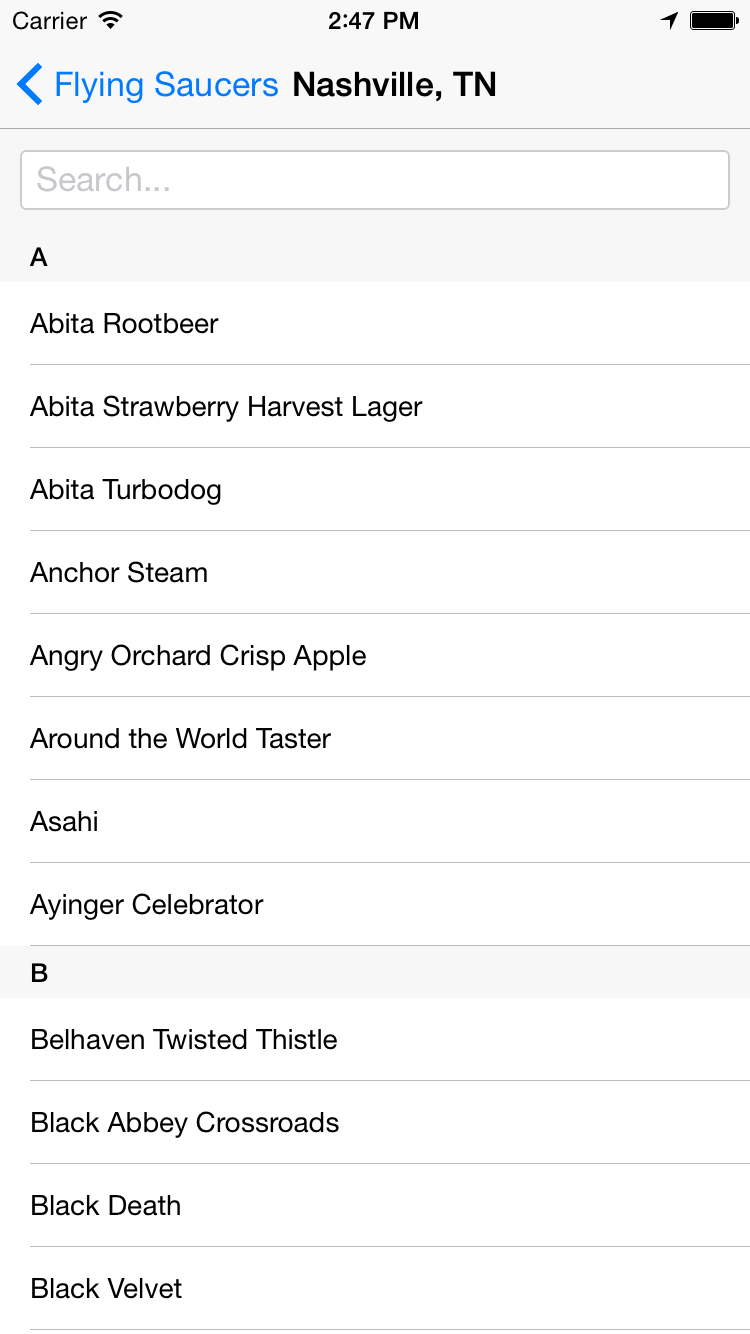 Carrier 2:47 PM
Flying Saucers Nashville, TN
Search...
A
Abita Rootbeer
Abita Strawberry Harvest Lager
Abita Turbodog
Anchor Steam
Angry Orchard Crisp Apple
Around the World Taster
Asahi
Ayinger Celebrator
B
Belhaven Twisted Thistle
Black Abbey Crossroads
Black Death
Black Velvet